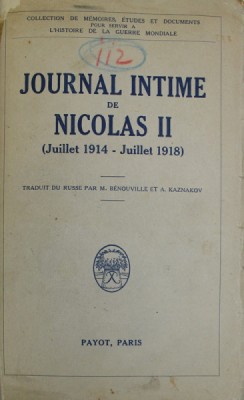 COLLECTION DE MÉMOIRES, ÉTUDES ET DOCUMENTS
POUR SERVIR A
L'HISTOIRE DE LA GUERRE MONDIALE
112
JOURNAL INTIME
DE
NICOLAS II
(Juillet 1914 - Juillet 1918)
TRADUIT DU RUSSE PAR M. BENOUVILLE ET A. KAZNAKOV
PAYOT, PARIS